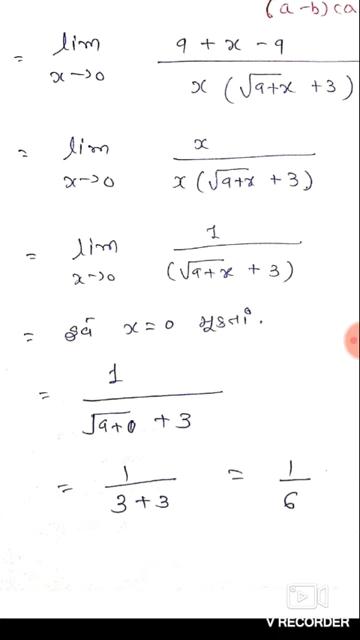 (a-b)(a
= lim x→0 9 + x - 9 / x (√9+x + 3)
= lim x→0 x / x (√9+x + 3)
= lim x→0 1 / (√9+x + 3)
= હવે x = 0 મૂકતાં.
= 1 / √9+0 + 3
= 1 / 3 + 3 = 1 / 6
V RECORDER